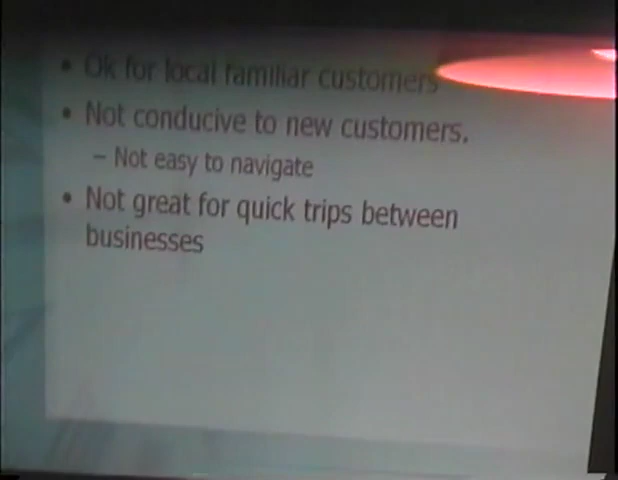 • Ok for local familiar customers
• Not conducive to new customers.
– Not easy to navigate
• Not great for quick trips between
businesses